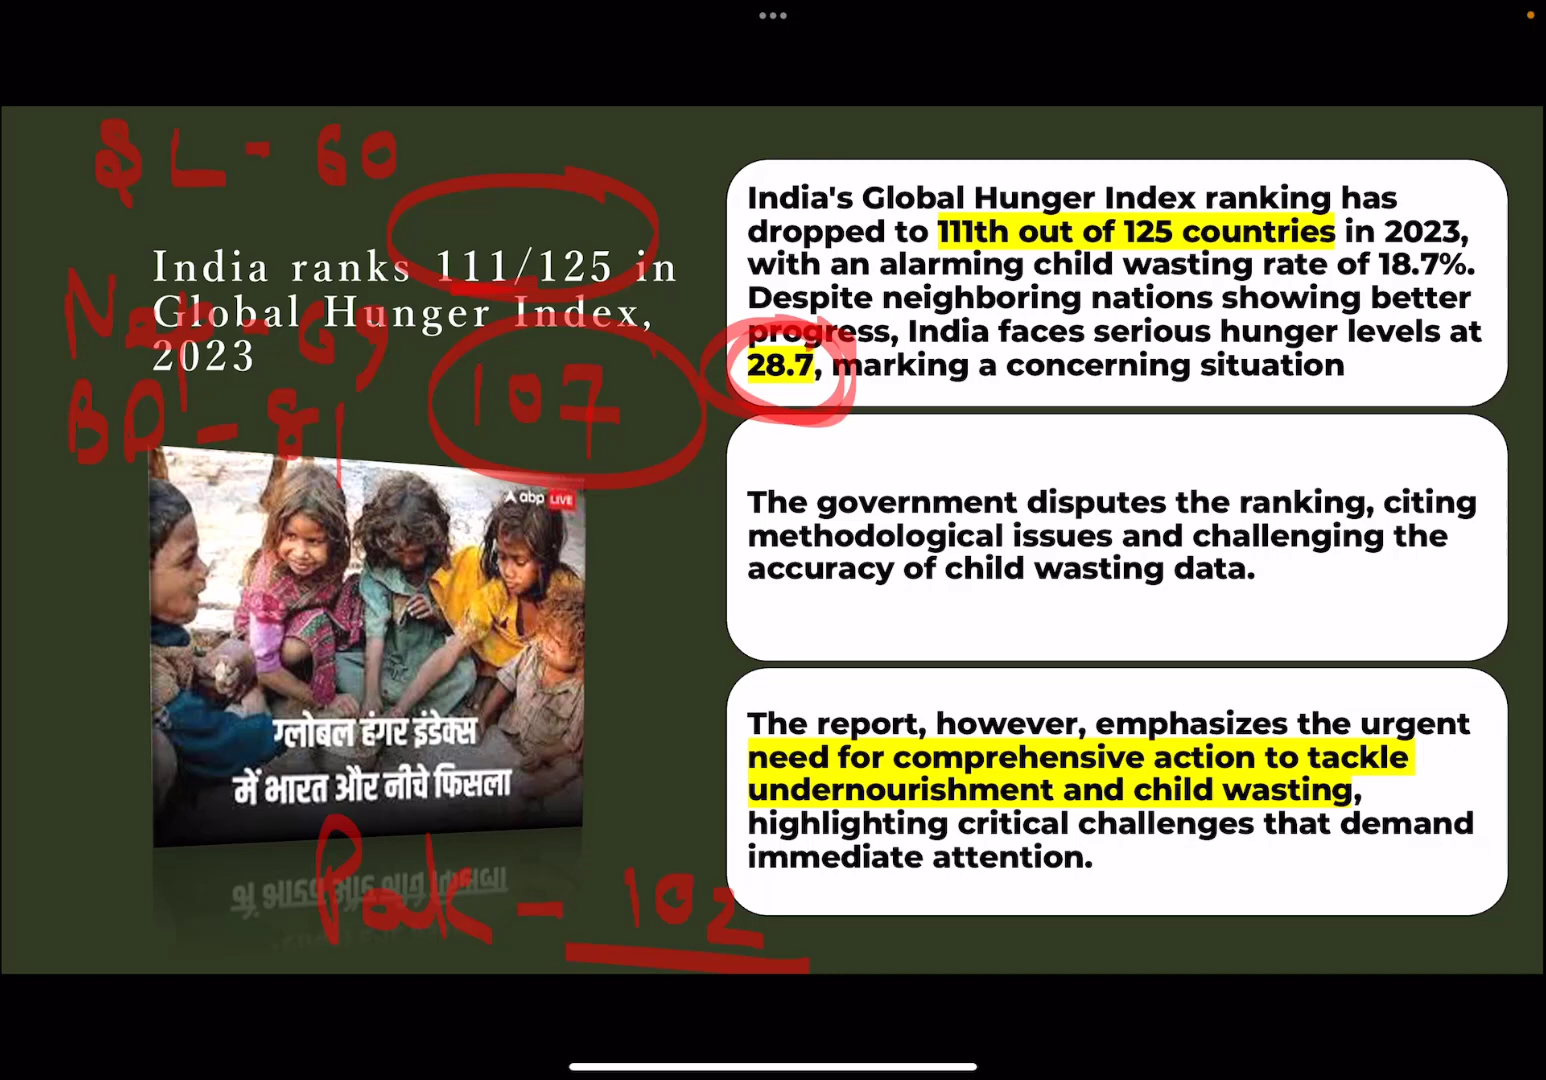 SL - 60
India ranks 111/125 in
Global Hunger Index,
2023
Nep - 69
BD - 81
107
abp LIVE
ग्लोबल हंगर इंडेक्स
में भारत और नीचे फिसला
Pak - 102
India's Global Hunger Index ranking has
dropped to 111th out of 125 countries in 2023,
with an alarming child wasting rate of 18.7%.
Despite neighboring nations showing better
progress, India faces serious hunger levels at
28.7, marking a concerning situation
The government disputes the ranking, citing
methodological issues and challenging the
accuracy of child wasting data.
The report, however, emphasizes the urgent
need for comprehensive action to tackle
undernourishment and child wasting,
highlighting critical challenges that demand
immediate attention.